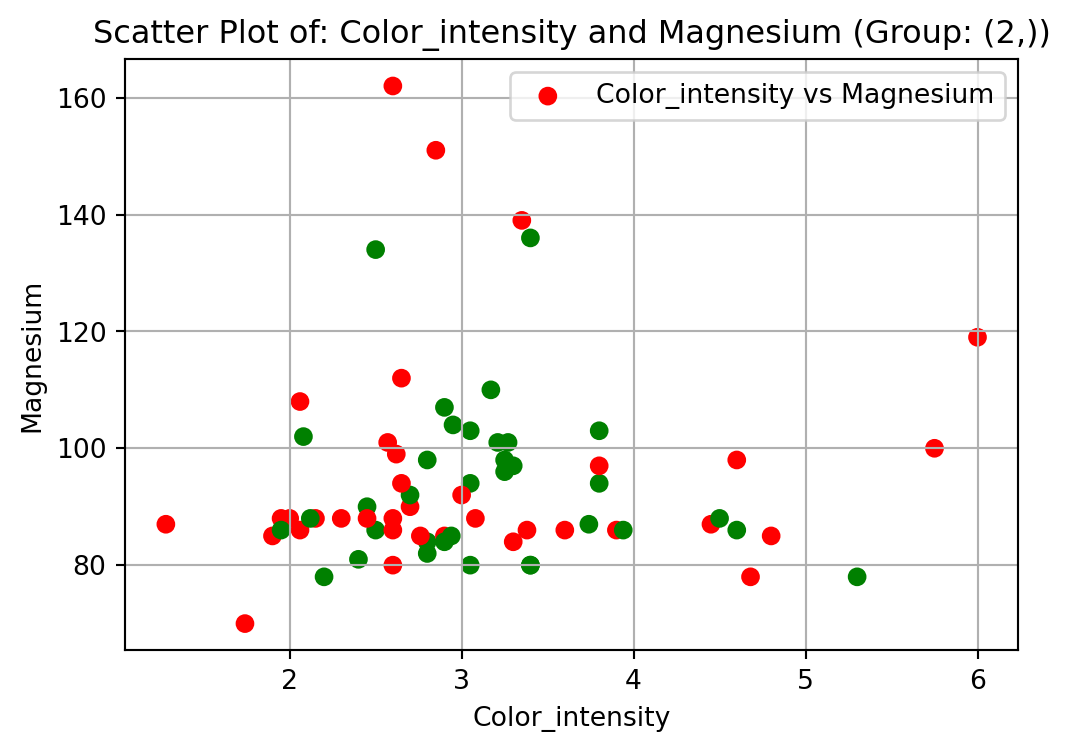 Scatter Plot of: Color_intensity and Magnesium (Group: (2,))
Color_intensity vs Magnesium
160
140
120
100
80
Magnesium
2 3 4 5 6
Color_intensity